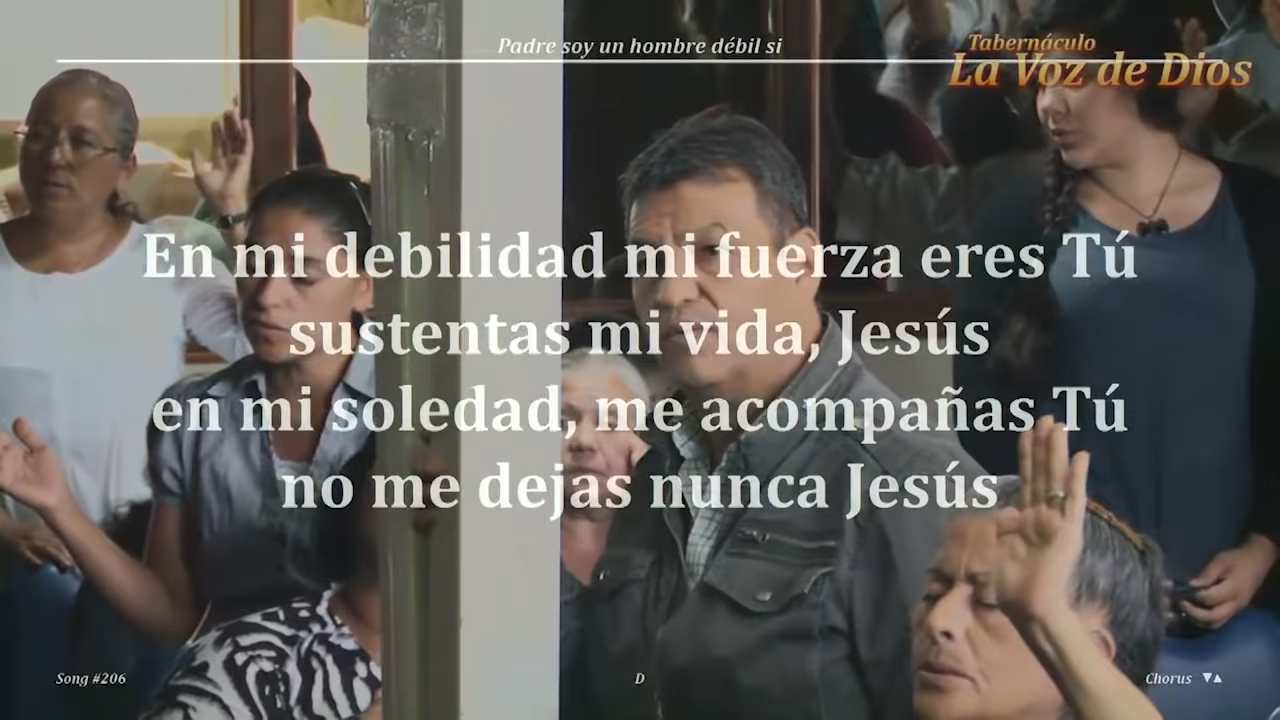 Padre soy un hombre débil si
Tabernáculo
La Voz de Dios
En mi debilidad mi fuerza eres Tú
sustentas mi vida, Jesús
en mi soledad, me acompañas Tú
no me dejas nunca Jesús
Song #206
D
Chorus ▼▲